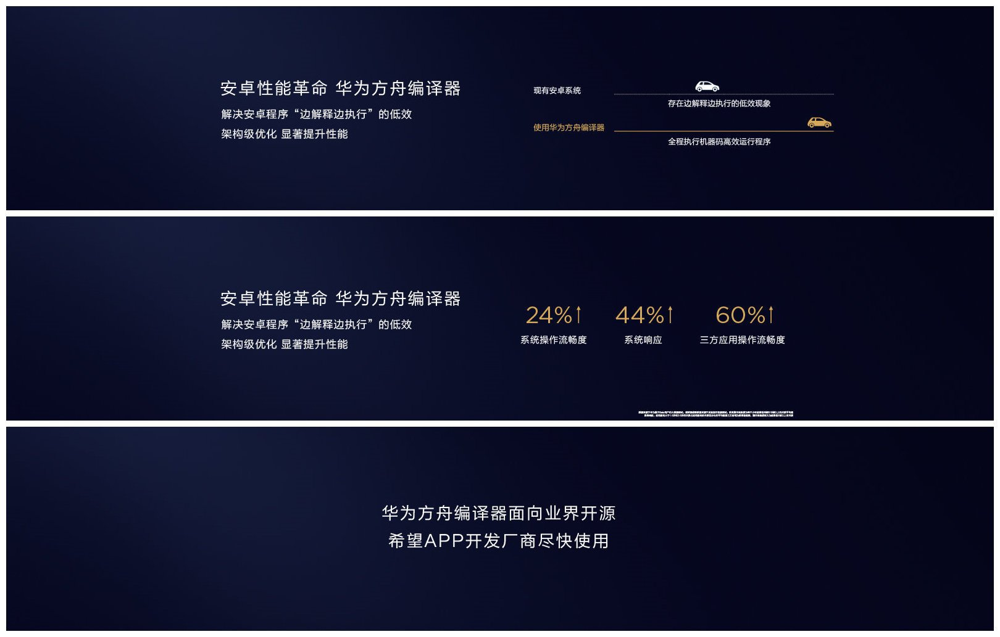 安卓性能革命 华为方舟编译器
解决安卓程序“边解释边执行”的低效
架构级优化 显著提升性能
现有安卓系统
存在边解释边执行的低效现象
使用华为方舟编译器
全程执行机器码高效运行程序
安卓性能革命 华为方舟编译器
解决安卓程序“边解释边执行”的低效
架构级优化 显著提升性能
24%↑
44%↑
60%↑
系统操作流畅度
系统响应
三方应用操作流畅度
华为方舟编译器面向业界开源
希望APP开发厂商尽快使用